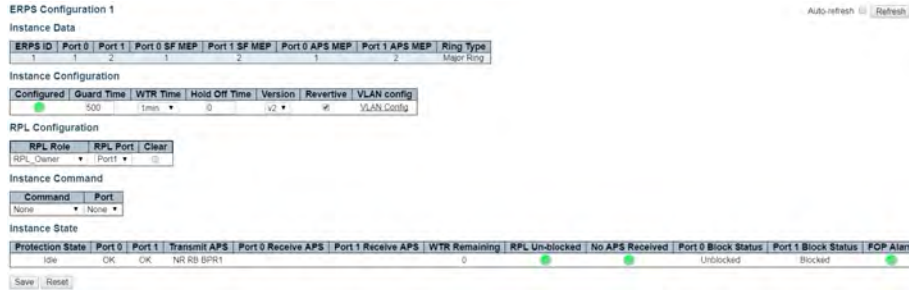 ERPS Configuration 1
Auto-refresh Refresh
Instance Data
ERPS ID Port 0 Port 1 Port 0 SF MEP Port 1 SF MEP Port 0 APS MEP Port 1 APS MEP Ring Type
1 1 2 1 2 1 2 Major Ring
Instance Configuration
Configured Guard Time WTR Time Hold Off Time Version Revertive VLAN config
500 1min 0 v2 VLAN Config
RPL Configuration
RPL Role RPL Port Clear
RPL_Owner Port1
Instance Command
Command Port
None None
Instance State
Protection State Port 0 Port 1 Transmit APS Port 0 Receive APS Port 1 Receive APS WTR Remaining RPL Un-blocked No APS Received Port 0 Block Status Port 1 Block Status FOP Alarm
Idle OK OK NR RB BPR1 0 Unblocked Blocked
Save Reset